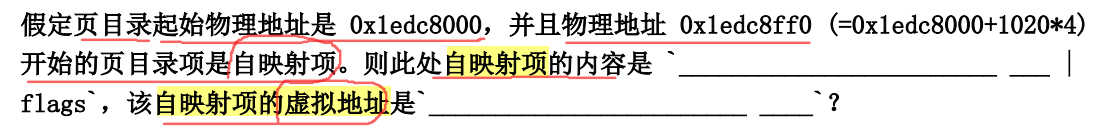 假定页目录起始物理地址是 0x1edc8000，并且物理地址 0x1edc8ff0 (=0x1edc8000+1020*4)
开始的页目录项是自映射项。则此处自映射项的内容是 `________________________ ___ |
flags`，该自映射项的虚拟地址是`________________________ ____`？